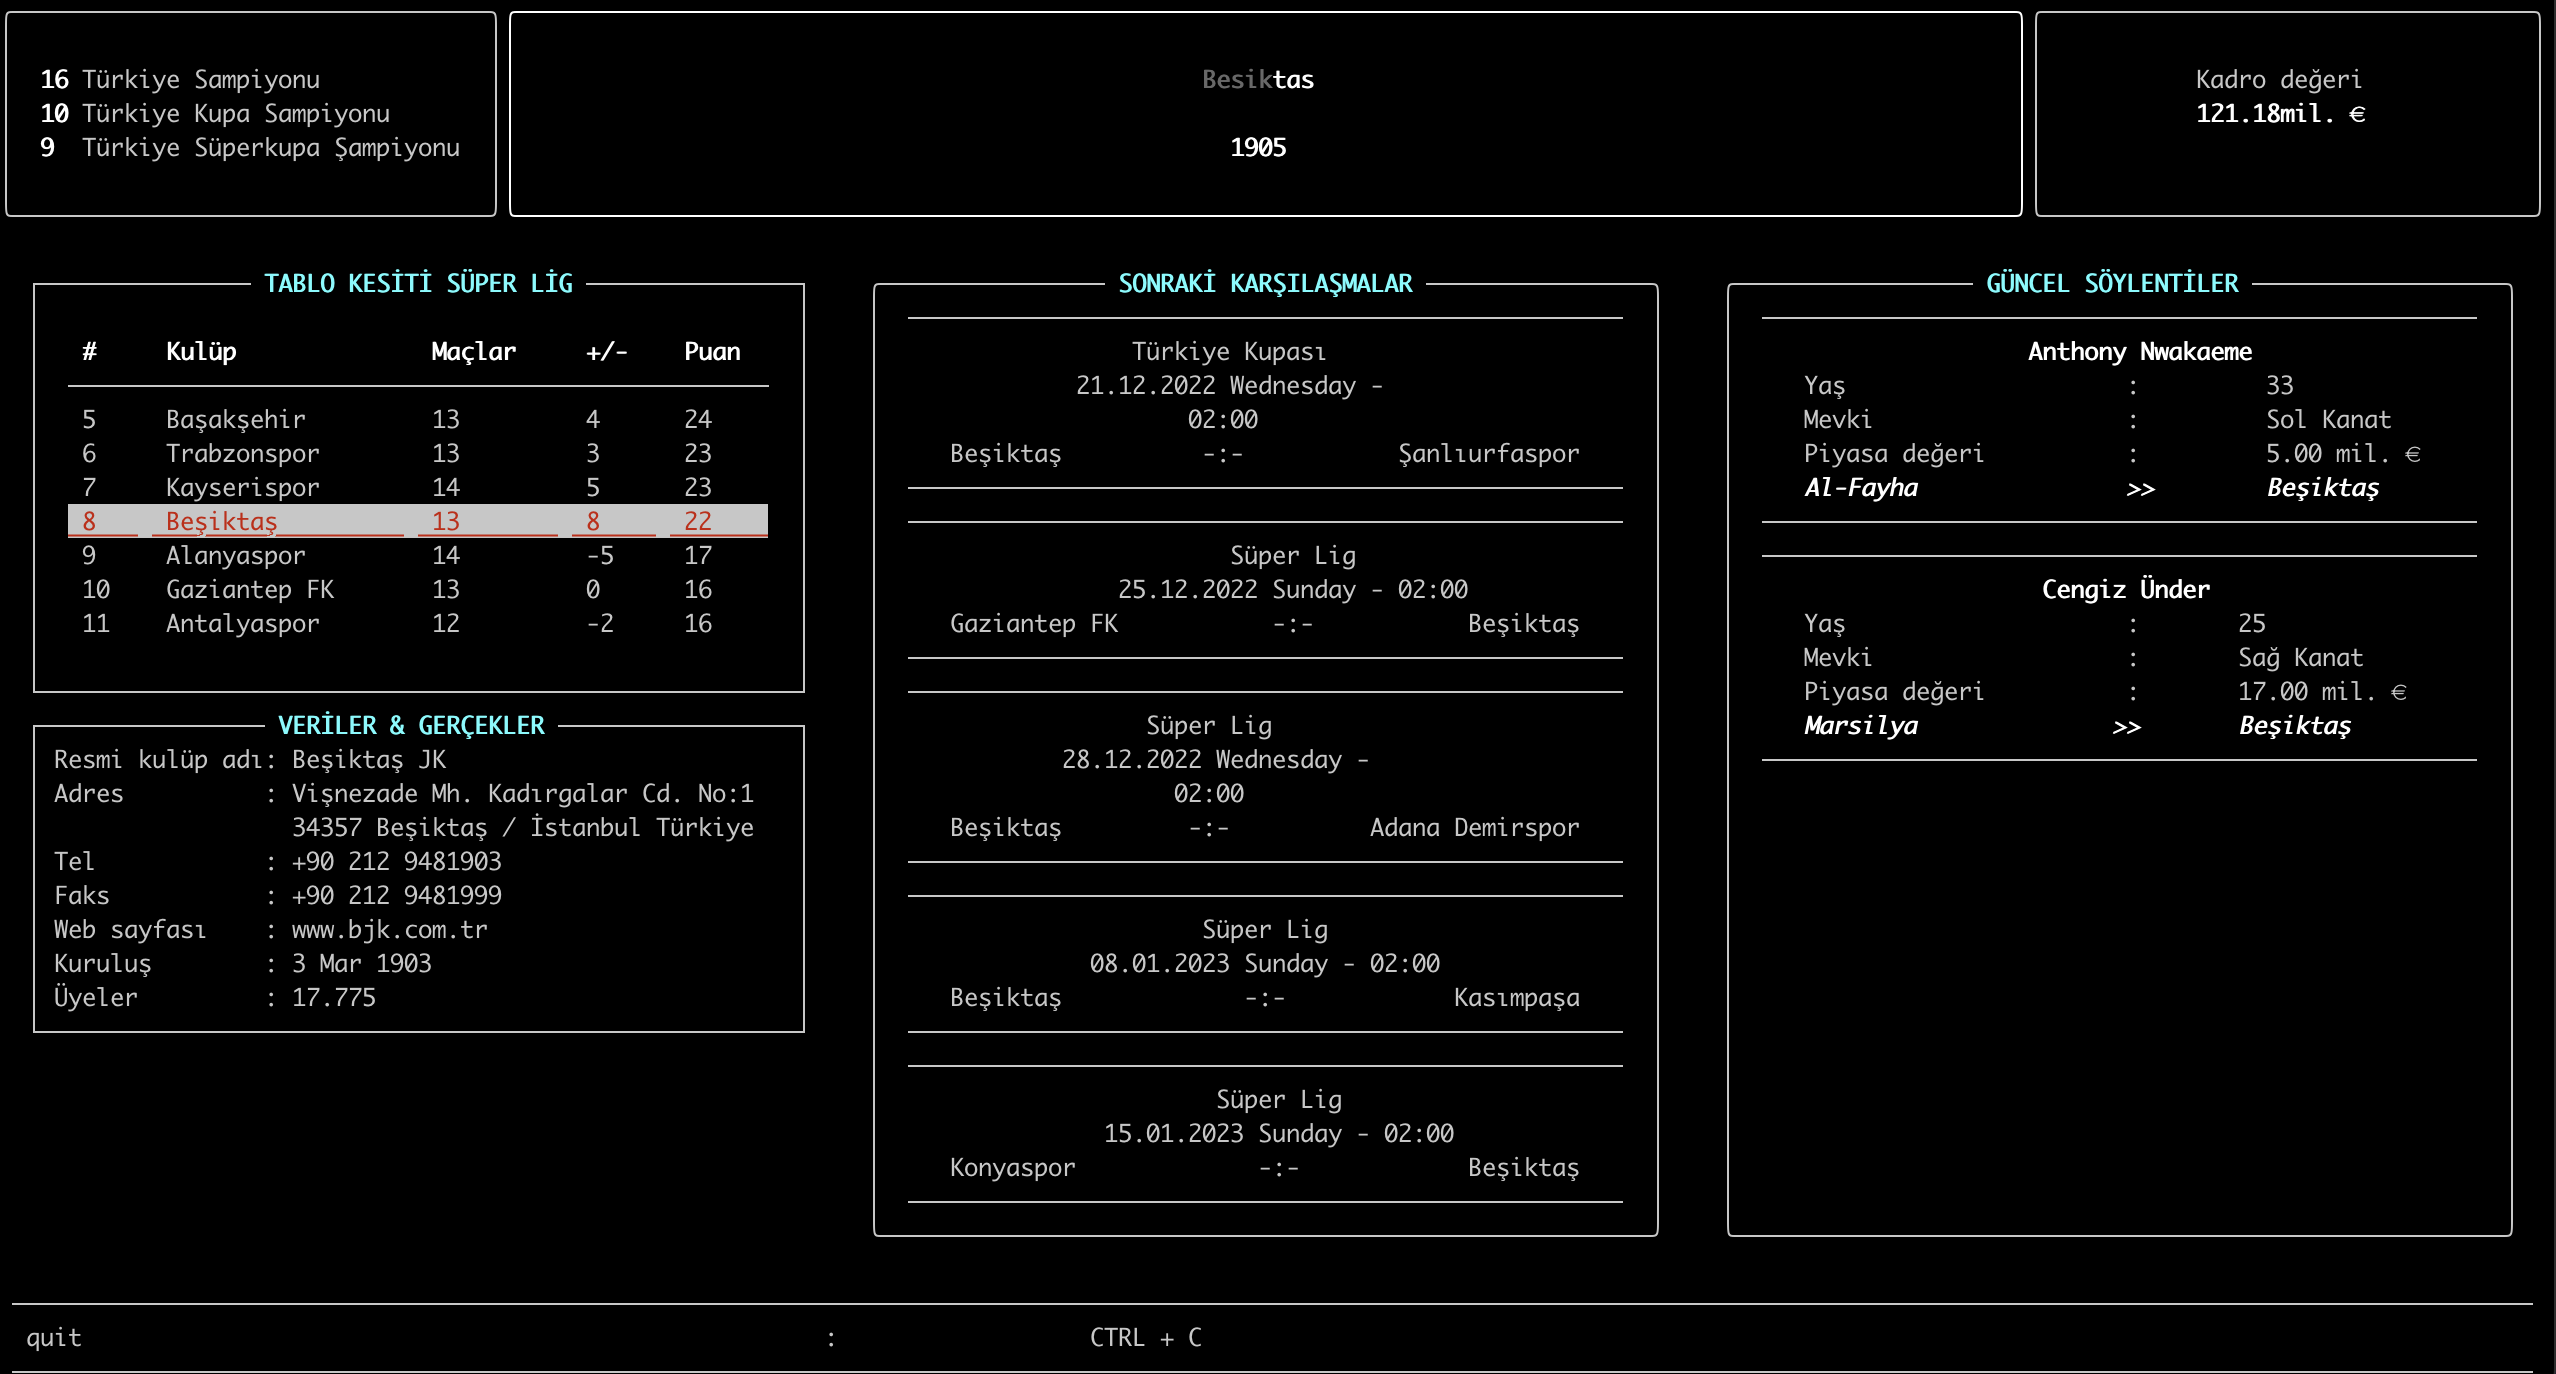 16 Türkiye Sampiyonu
10 Türkiye Kupa Sampiyonu
9 Türkiye Süperkupa Şampiyonu
Besiktas
1905
Kadro değeri
121.18mil. €
TABLO KESİTİ SÜPER LİG
# Kulüp Maçlar +/- Puan
5 Başakşehir 13 4 24
6 Trabzonspor 13 3 23
7 Kayserispor 14 5 23
8 Beşiktaş 13 8 22
9 Alanyaspor 14 -5 17
10 Gaziantep FK 13 0 16
11 Antalyaspor 12 -2 16
VERİLER & GERÇEKLER
Resmi kulüp adı: Beşiktaş JK
Adres : Vişnezade Mh. Kadırgalar Cd. No:1
34357 Beşiktaş / İstanbul Türkiye
Tel : +90 212 9481903
Faks : +90 212 9481999
Web sayfası : www.bjk.com.tr
Kuruluş : 3 Mar 1903
Üyeler : 17.775
SONRAKİ KARŞILAŞMALAR
Türkiye Kupası
21.12.2022 Wednesday -
02:00
Beşiktaş -:- Şanlıurfaspor
Süper Lig
25.12.2022 Sunday - 02:00
Gaziantep FK -:- Beşiktaş
Süper Lig
28.12.2022 Wednesday -
02:00
Beşiktaş -:- Adana Demirspor
Süper Lig
08.01.2023 Sunday - 02:00
Beşiktaş -:- Kasımpaşa
Süper Lig
15.01.2023 Sunday - 02:00
Konyaspor -:- Beşiktaş
GÜNCEL SÖYLENTİLER
Anthony Nwakaeme
Yaş : 33
Mevki : Sol Kanat
Piyasa değeri : 5.00 mil. €
Al-Fayha >> Beşiktaş
Cengiz Ünder
Yaş : 25
Mevki : Sağ Kanat
Piyasa değeri : 17.00 mil. €
Marsilya >> Beşiktaş
quit : CTRL + C